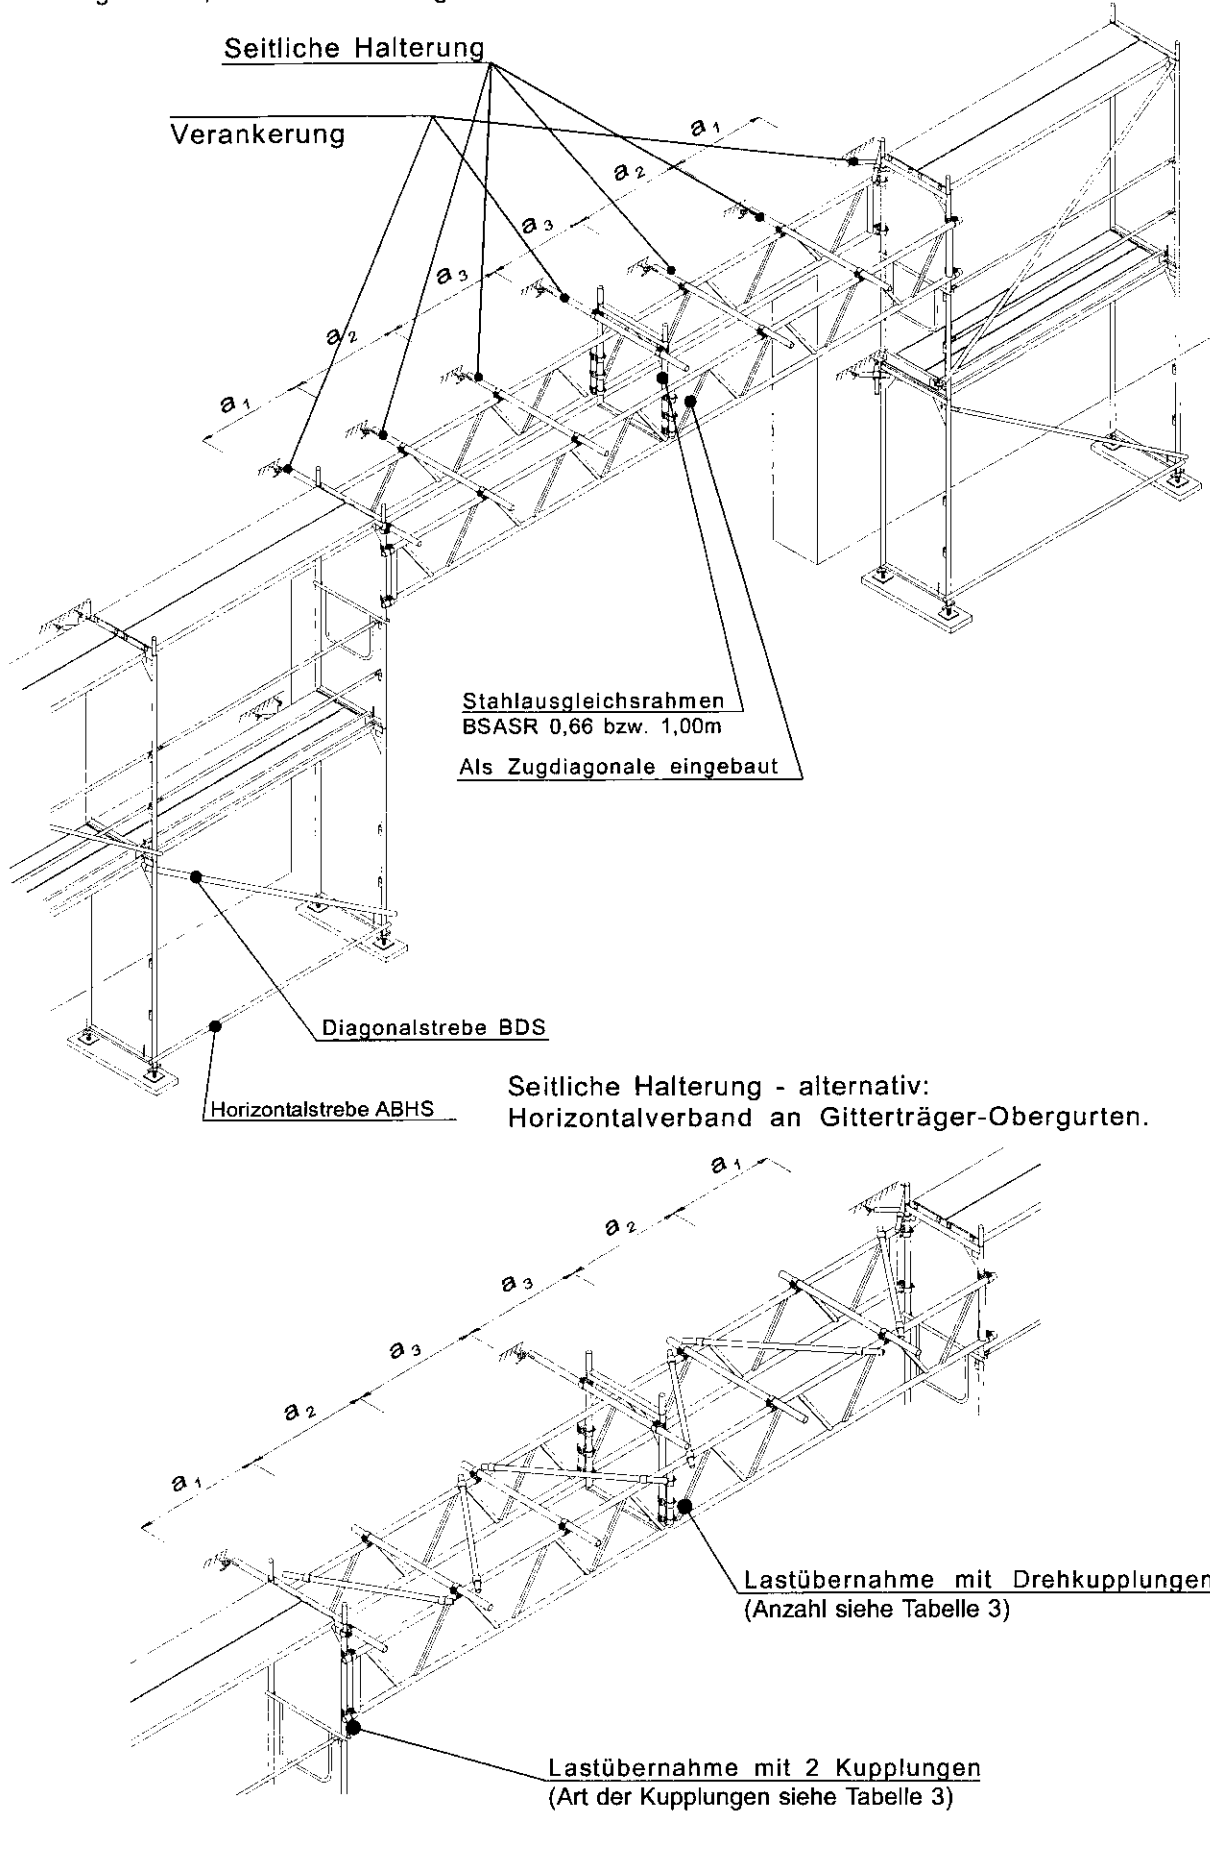 Seitliche Halterung
Verankerung
a 1
a 2
a 3
a 3
a 2
a 1
Stahlausgleichsrahmen
BSASR 0,66 bzw. 1,00m
Als Zugdiagonale eingebaut
Diagonalstrebe BDS
Horizontalstrebe ABHS
Seitliche Halterung - alternativ:
Horizontalverband an Gitterträger-Obergurten.
a 1
a 2
a 3
a 3
a 2
a 1
Lastübernahme mit Drehkupplungen
(Anzahl siehe Tabelle 3)
Lastübernahme mit 2 Kupplungen
(Art der Kupplungen siehe Tabelle 3)